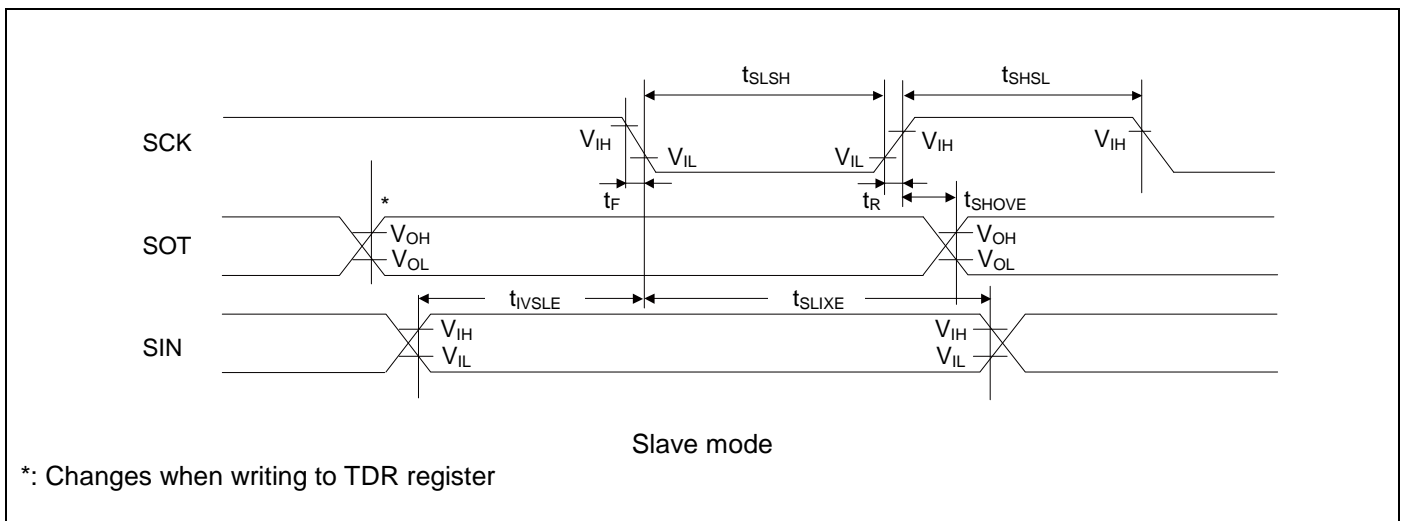 tSLSH tSHSL
SCK VIH VIL VIL VIH VIH
tF tR tSHOVE
*
SOT VOH VOH
VOL VOL
tIVSLE tSLIXE
SIN VIH VIH
VIL VIL
Slave mode
*: Changes when writing to TDR register